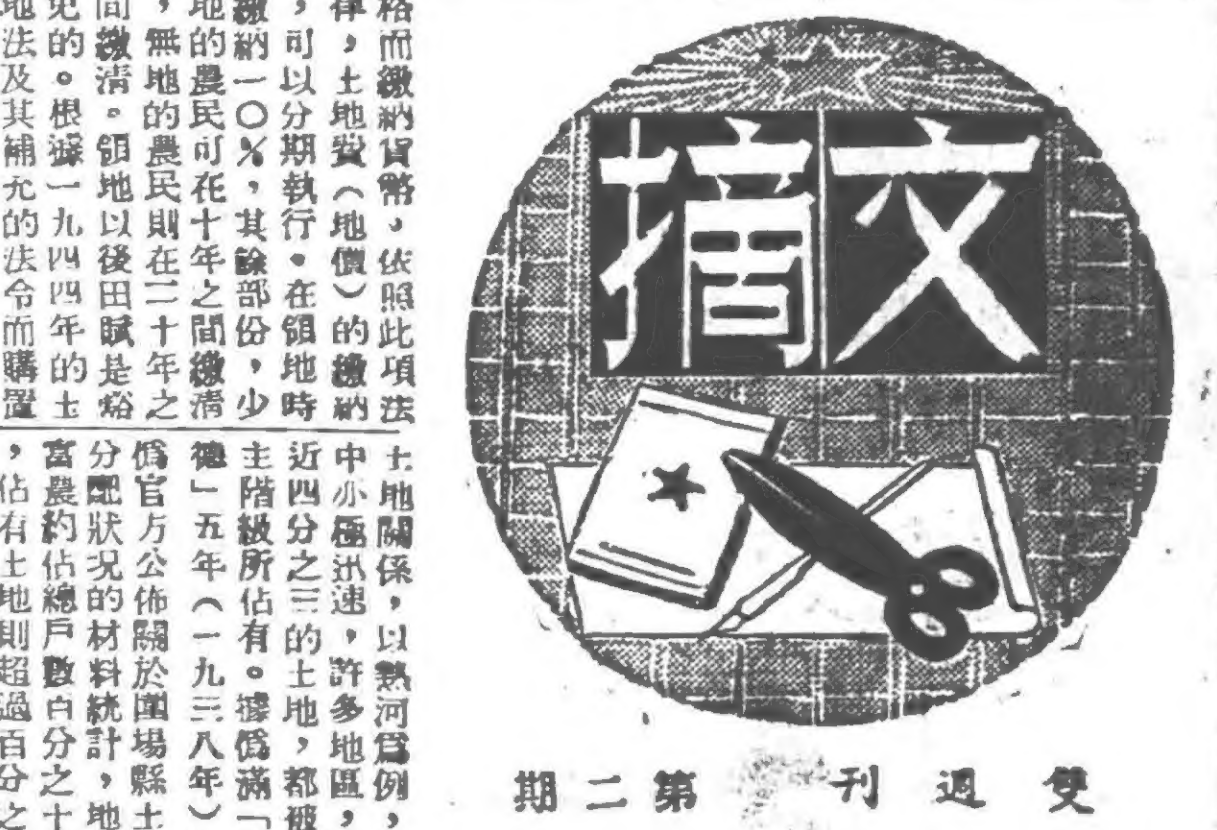 文摘
雙週刊 第二期
格而繳納貨幣，依照此項法
律，土地費（地價）的繳納
，可以分期執行。在領地時
繳納一〇％，其餘部份，少
地的農民可在十年之間繳清
，無地的農民則在二十年之
間繳清。領地以後田賦是豁
免的。根據一九四四年的土
地法及其補充的法令而購置
土地關係，以熱河爲例，
中小極迅速，許多地區，
近四分之三的土地，都被
主階級所佔有。據僞滿「
德」五年（一九三八年）
僞官方公佈關於圍場縣土
分配狀况的材料統計，地
富農約佔總戶數百分之十
，佔有土地則超過百分之